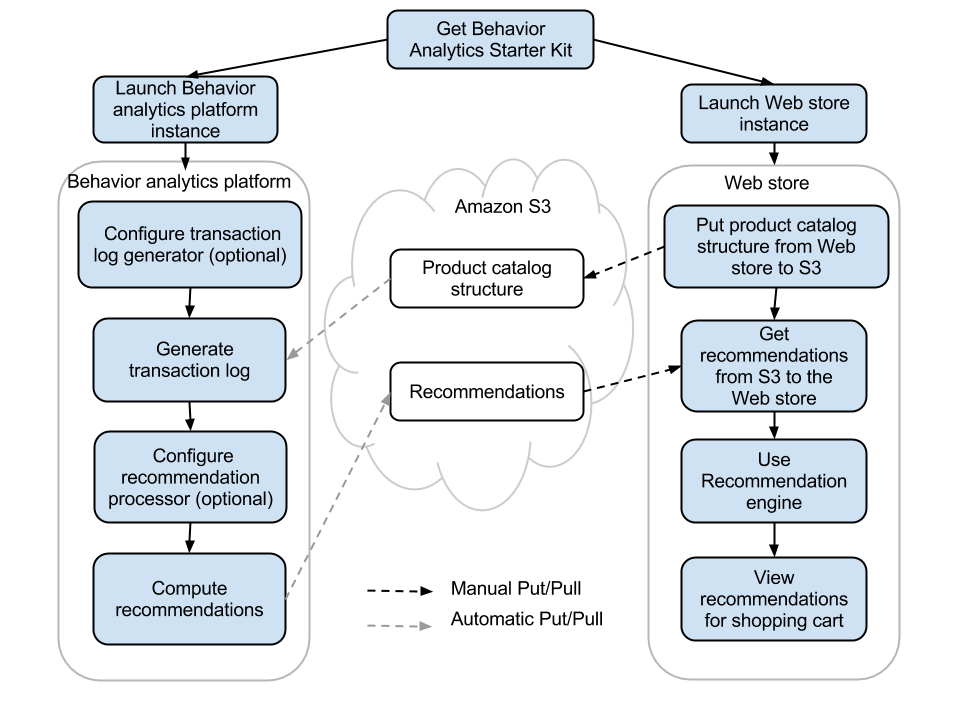 Get Behavior
Analytics Starter Kit
Launch Behavior
analytics platform
instance
Launch Web store
instance
Behavior analytics platform
Configure transaction
log generator (optional)
Generate
transaction log
Configure
recommendation
processor (optional)
Compute
recommendations
Amazon S3
Product catalog
structure
Recommendations
Web store
Put product catalog
structure from Web
store to S3
Get
recommendations
from S3 to the
Web store
Use
Recommendation
engine
View
recommendations
for shopping cart
Manual Put/Pull
Automatic Put/Pull